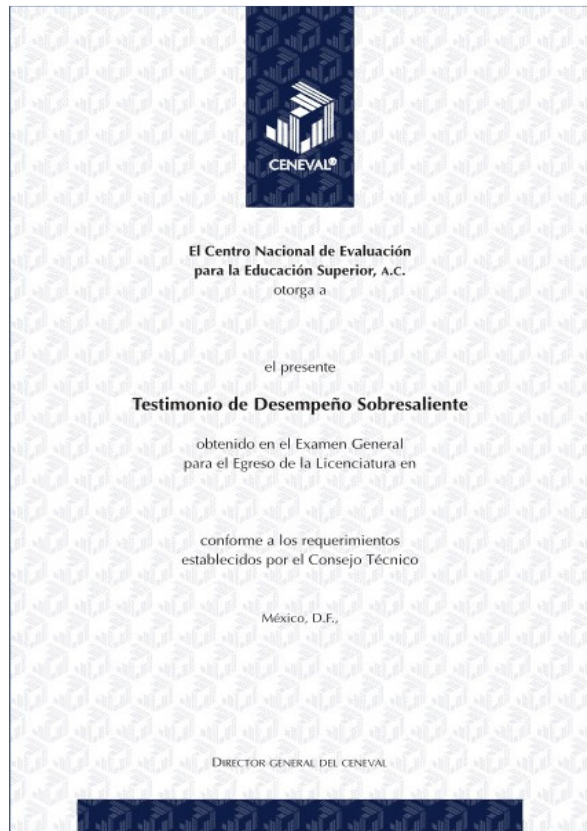 CENEVAL®
El Centro Nacional de Evaluación
para la Educación Superior, A.C.
otorga a
el presente
Testimonio de Desempeño Sobresaliente
obtenido en el Examen General
para el Egreso de la Licenciatura en
conforme a los requerimientos
establecidos por el Consejo Técnico
México, D.F.,
DIRECTOR GENERAL DEL CENEVAL